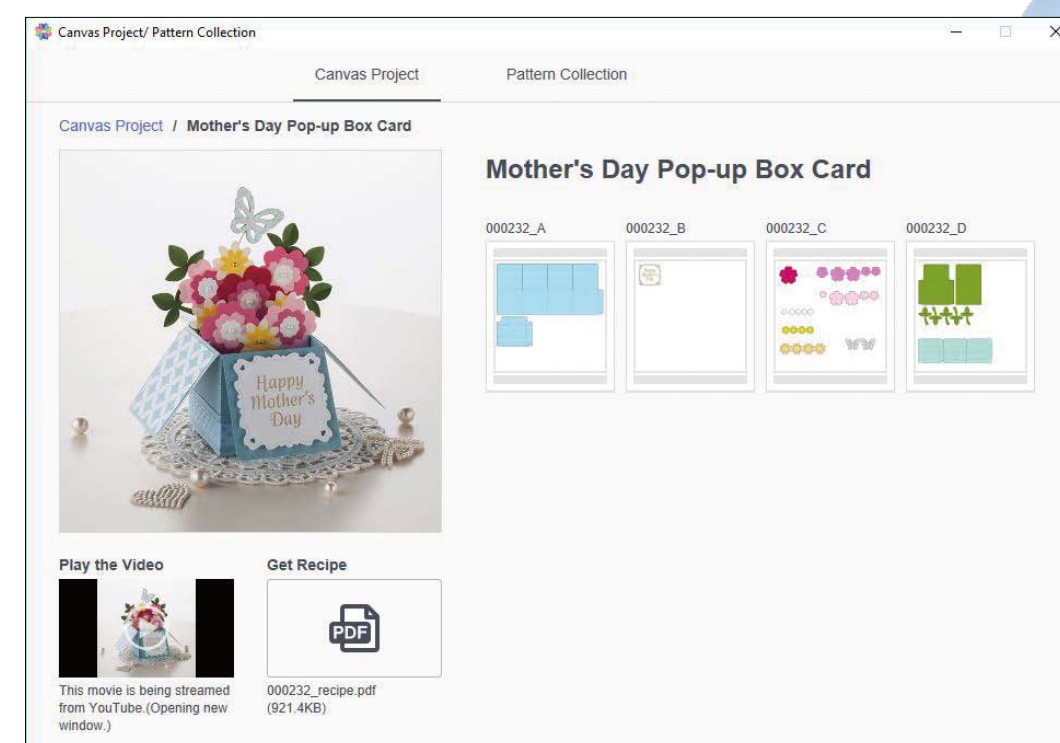 Canvas Project/ Pattern Collection
Canvas Project
Pattern Collection
Canvas Project / Mother's Day Pop-up Box Card
Mother's Day Pop-up Box Card
000232_A
000232_B
000232_C
000232_D
Happy
Mother's
Day
Play the Video
Get Recipe
PDF
This movie is being streamed
from YouTube.(Opening new
window.)
000232_recipe.pdf
(921.4KB)